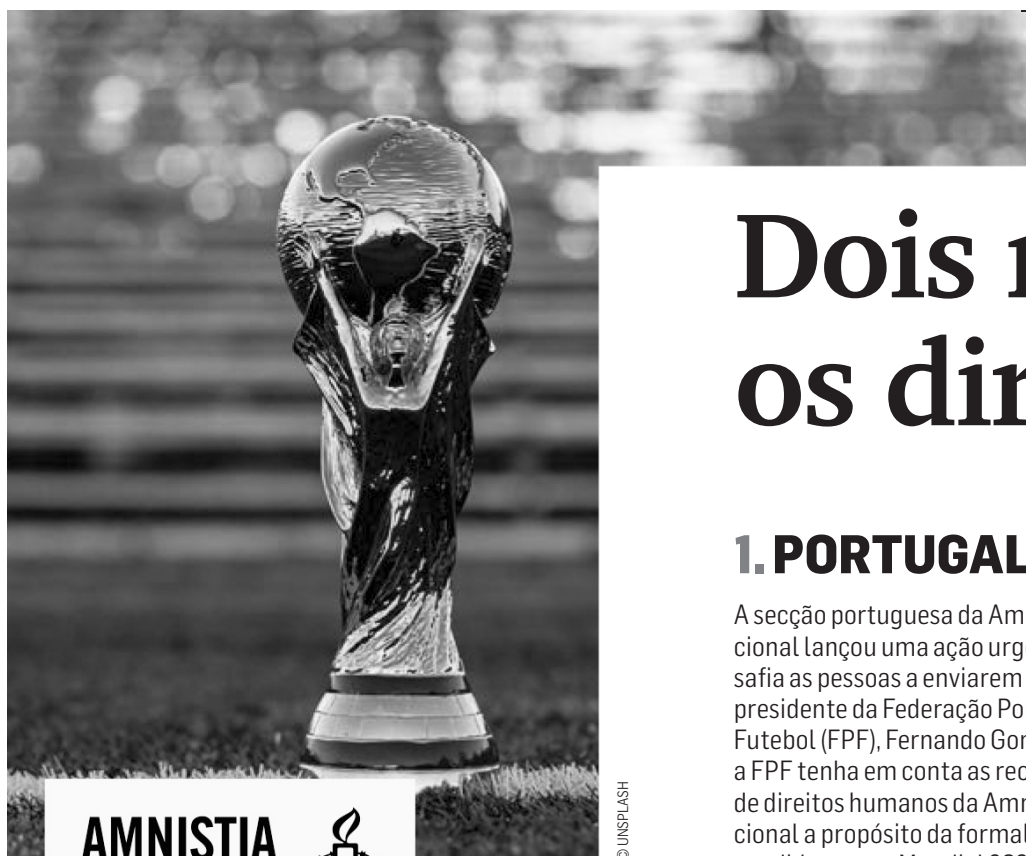 Dois
os dir
1. PORTUGAL
A secção portuguesa da Am
cional lançou uma ação urg
safia as pessoas a enviarem
presidente da Federação Po
Futebol (FPF), Fernando Gor
a FPF tenha em conta as rec
de direitos humanos da Amn
cional a propósito da formal
© UNSPLASH
AMNISTIA